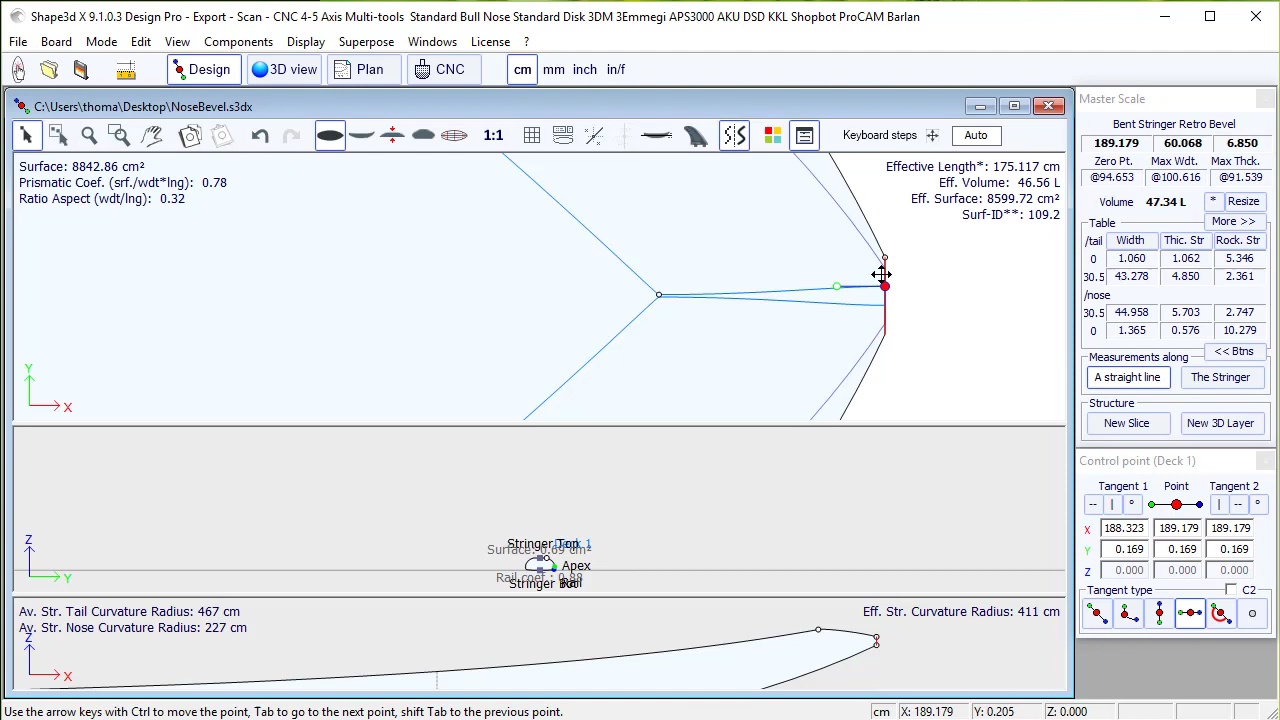 Shape3d X 9.1.0.3 Design Pro - Export - Scan - CNC 4-5 Axis Multi-tools  Standard Bull Nose Standard Disk 3DM 3Emmegi APS3000 AKU DSD KKL Shopbot ProCAM Barlan
File Board Mode Edit View Components Display Superpose Windows License ?
Design 3D view Plan CNC cm mm inch in/f
C:\Users\thoma\Desktop\NoseBevel.s3dx
1:1 Keyboard steps Auto
Surface: 8842.86 cm²
Prismatic Coef. (srf./wdt*lng): 0.78
Ratio Aspect (wdt/lng): 0.32
Effective Length*: 175.117 cm
Eff. Volume: 46.56 L
Eff. Surface: 8599.72 cm²
Surf-ID**: 109.2
Y
X
Stringer Top
Surface: 0.69 cm²
Apex
Rail coef.: 0.88
Z
Y
Av. Str. Tail Curvature Radius: 467 cm
Av. Str. Nose Curvature Radius: 227 cm
Eff. Str. Curvature Radius: 411 cm
Z
X
Master Scale
Bent Stringer Retro Bevel
189.179 60.068 6.850
Zero Pt. Max Wdt. Max Thck.
@94.653 @100.616 @91.539
Volume 47.34 L * Resize
Table More >>
/tail Width Thic. Str Rock. Str
0 1.060 1.062 5.346
30.5 43.278 4.850 2.361
/nose
30.5 44.958 5.703 2.747
0 1.365 0.576 10.279
<< Btns
Measurements along
A straight line The Stringer
Structure
New Slice New 3D Layer
Control point (Deck 1)
Tangent 1 Point Tangent 2
-- | ° | -- °
X 188.323 189.179 189.179
Y 0.169 0.169 0.169
Z 0.000 0.000 0.000
Tangent type C2
Use the arrow keys with Ctrl to move the point, Tab to go to the next point, shift Tab to the previous point. cm X: 189.179 Y: 0.205 Z: 0.000